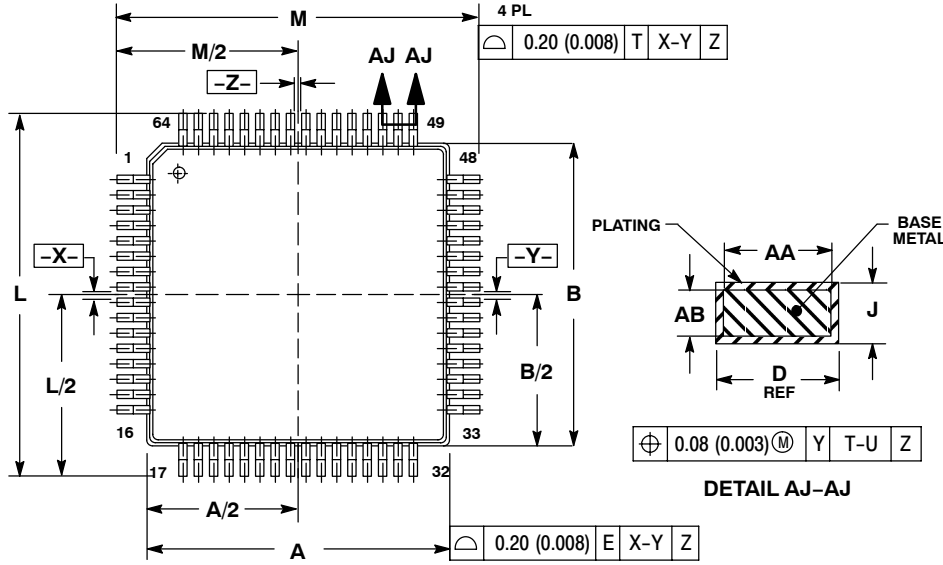 M
4 PL
⌓ 0.20 (0.008) T X–Y Z
M/2
AJ AJ
–Z–
64
49
1
48
PLATING
BASE
METAL
AA
–X–
–Y–
L
B
AB
J
L/2
B/2
D
REF
16
33
⌖ 0.08 (0.003) Ⓜ Y T–U Z
17
32
DETAIL AJ–AJ
A/2
A
⌓ 0.20 (0.008) E X–Y Z